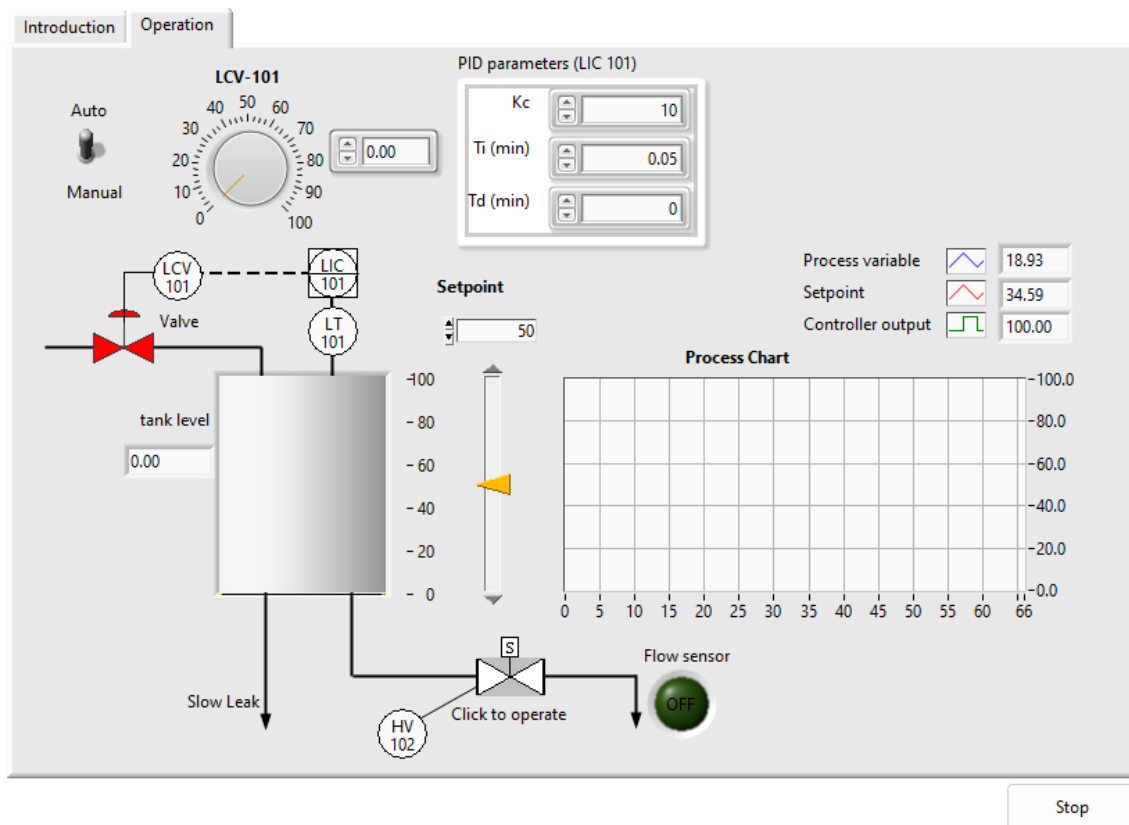 Introduction
Operation
LCV-101
Auto
Manual
0
10
20
30
40
50
60
70
80
90
100
0.00
PID parameters (LIC 101)
Kc
10
Ti (min)
0.05
Td (min)
0
LCV
101
LIC
101
LT
101
Valve
Setpoint
50
Process variable
18.93
Setpoint
34.59
Controller output
100.00
tank level
0.00
100
80
60
40
20
0
Process Chart
100.0
80.0
60.0
40.0
20.0
0.0
0 5 10 15 20 25 30 35 40 45 50 55 60 66
Slow Leak
S
HV
102
Click to operate
Flow sensor
OFF
Stop